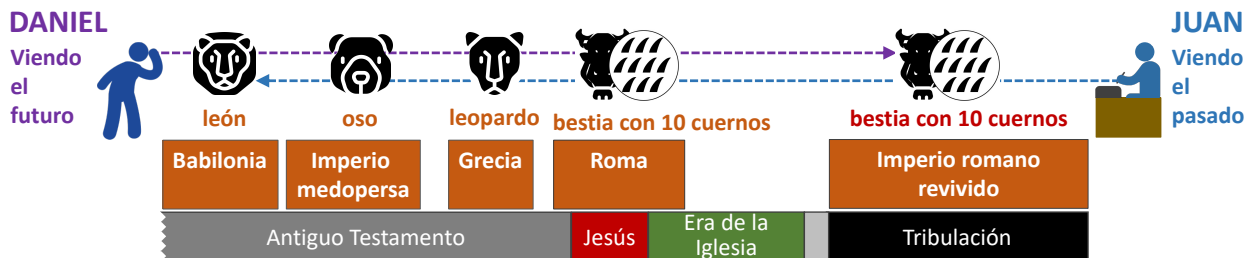 DANIEL
Viendo
el
futuro
JUAN
Viendo
el
pasado
león
oso
leopardo
bestia con 10 cuernos
bestia con 10 cuernos
Babilonia
Imperio
medopersa
Grecia
Roma
Imperio romano
revivido
Antiguo Testamento
Jesús
Era de la
Iglesia
Tribulación